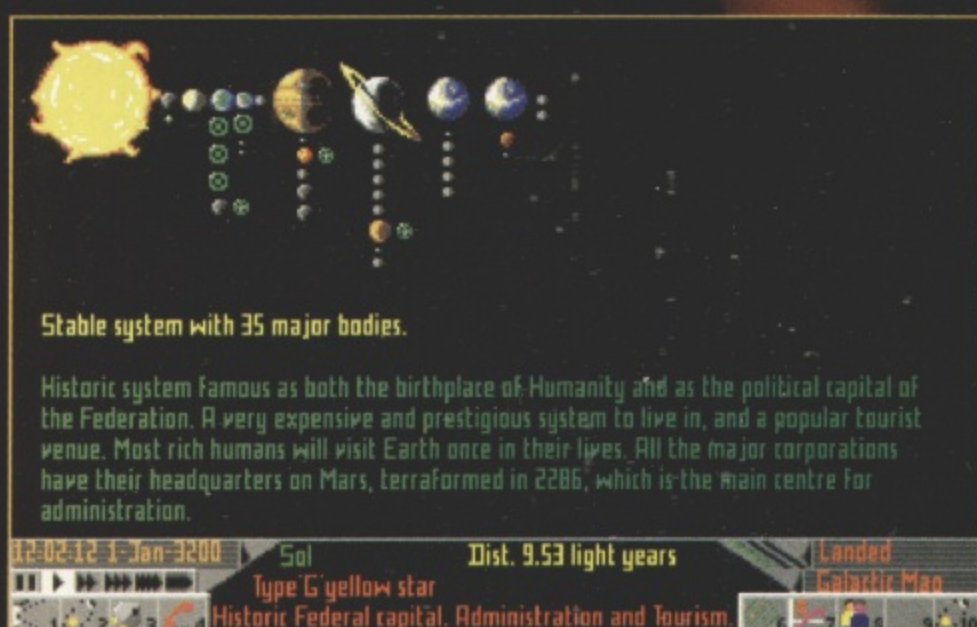 Stable system with 35 major bodies.
Historic system famous as both the birthplace of Humanity and as the political capital of
the Federation. A very expensive and prestigious system to live in, and a popular tourist
venue. Most rich humans will visit Earth once in their lives. All the major corporations
have their headquarters on Mars, terraformed in 2286, which is the main centre for
administration.
12:02:12 1-Jan-3200
Sol
Dist. 9.53 light years
Landed
Type 'G' yellow star
Galactic Map
Historic Federal capital. Administration and Tourism.